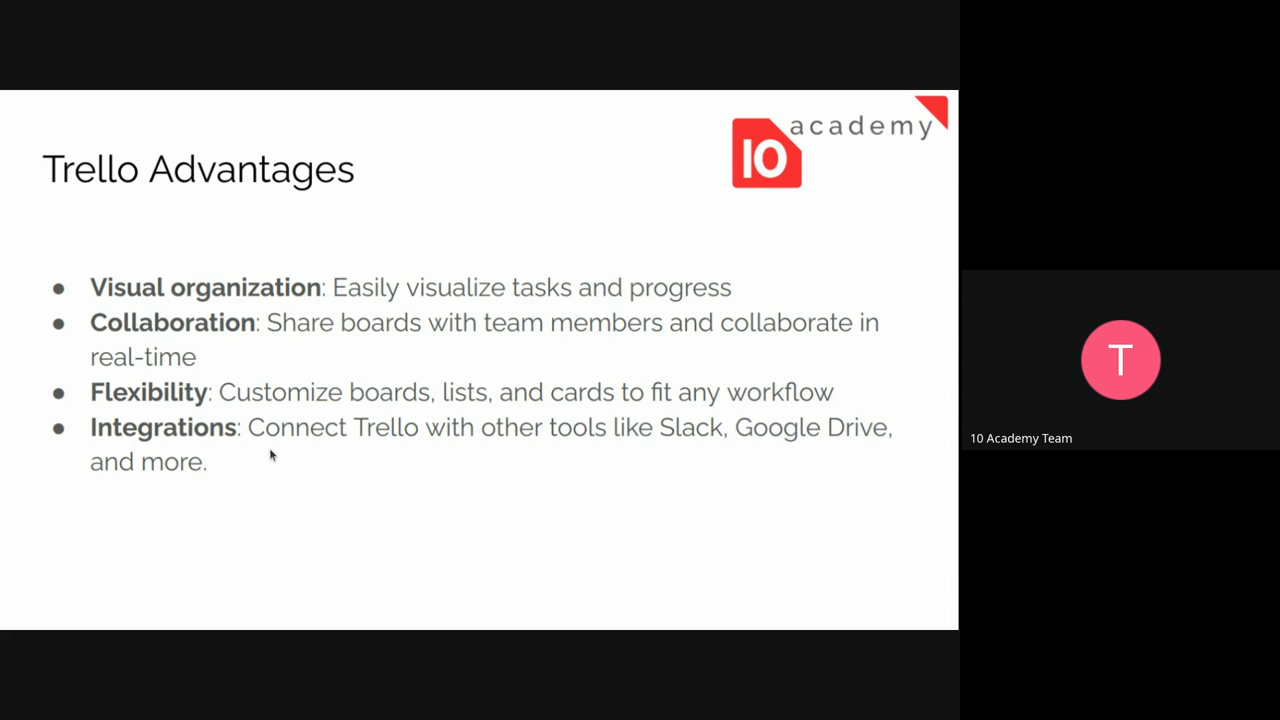 10 academy
Trello Advantages
● Visual organization: Easily visualize tasks and progress
● Collaboration: Share boards with team members and collaborate in
real-time
● Flexibility: Customize boards, lists, and cards to fit any workflow
● Integrations: Connect Trello with other tools like Slack, Google Drive,
and more.
T
10 Academy Team